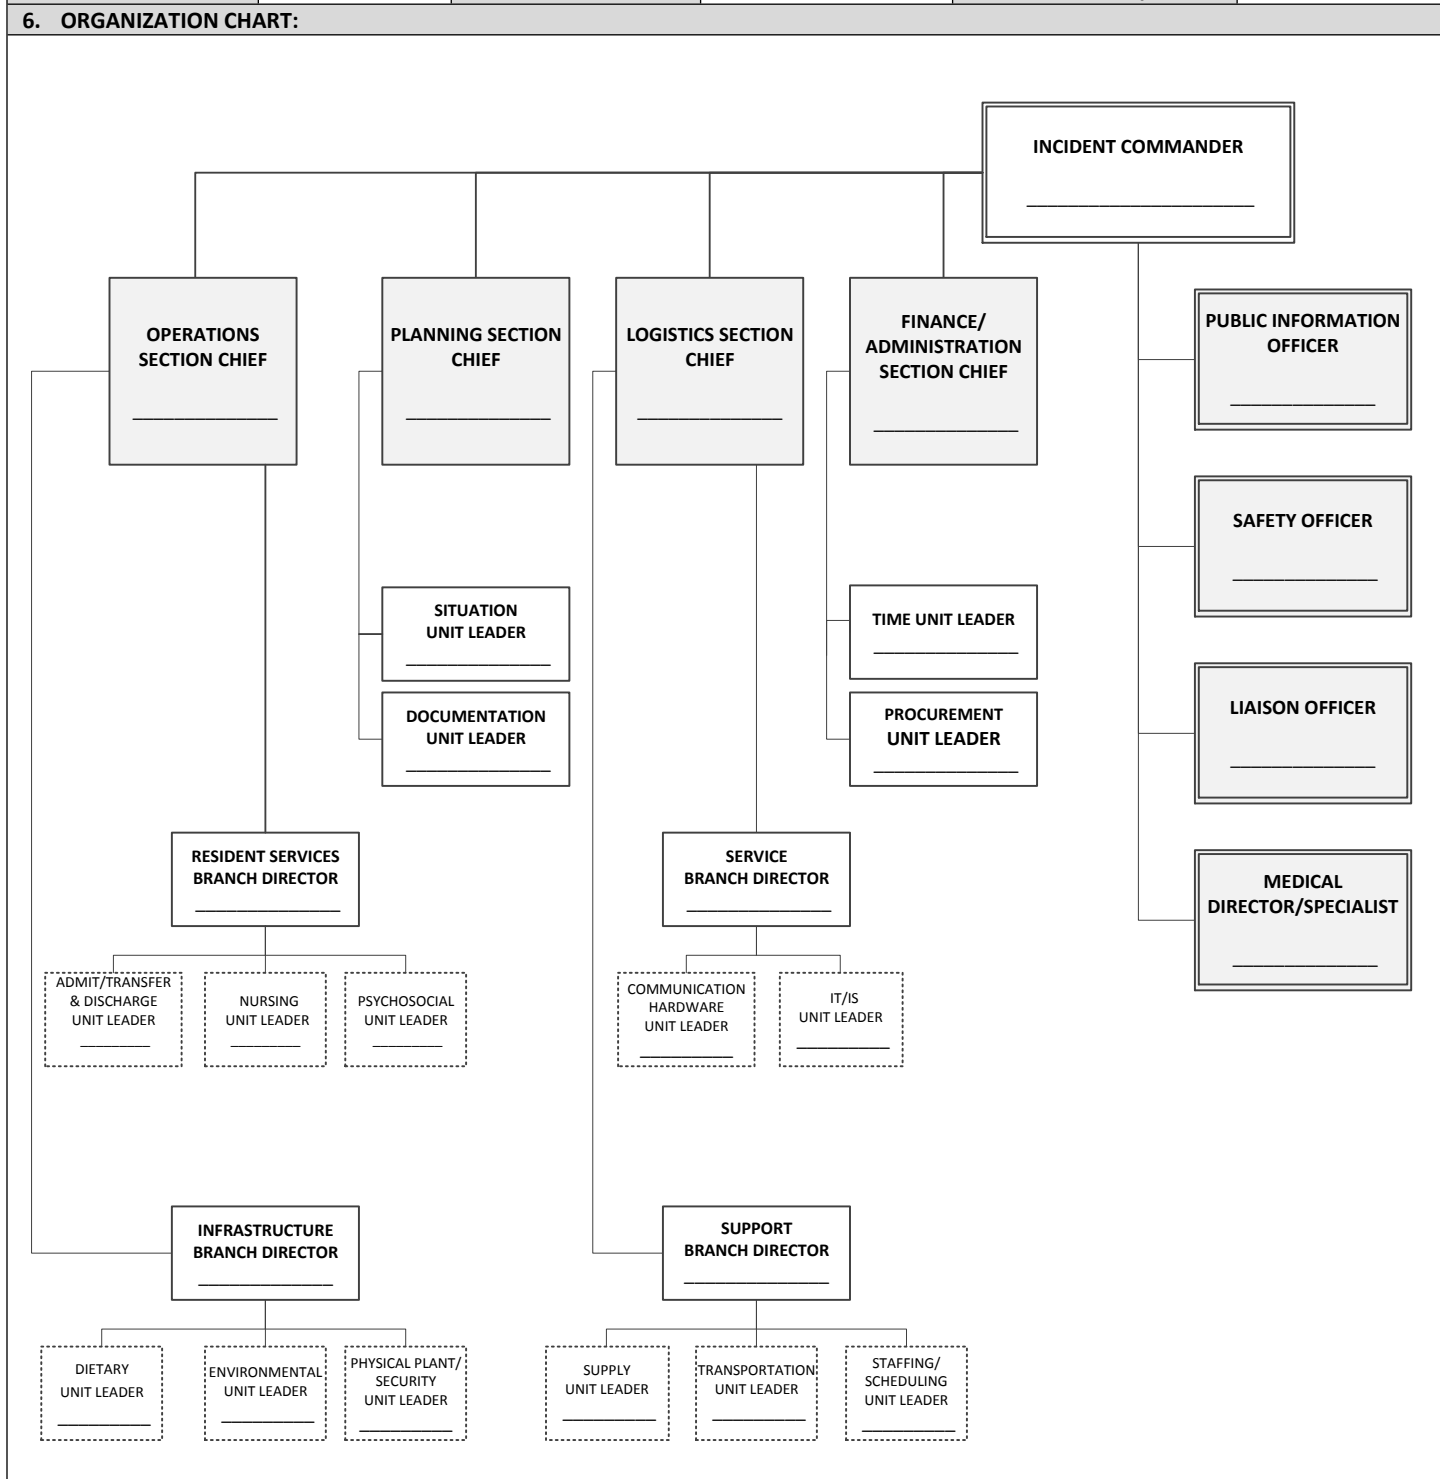 6. ORGANIZATION CHART:
INCIDENT COMMANDER
OPERATIONS
SECTION CHIEF
PLANNING SECTION
CHIEF
LOGISTICS SECTION
CHIEF
FINANCE/
ADMINISTRATION
SECTION CHIEF
PUBLIC INFORMATION
OFFICER
SAFETY OFFICER
SITUATION
UNIT LEADER
TIME UNIT LEADER
DOCUMENTATION
UNIT LEADER
PROCUREMENT
UNIT LEADER
LIAISON OFFICER
RESIDENT SERVICES
BRANCH DIRECTOR
SERVICE
BRANCH DIRECTOR
MEDICAL
DIRECTOR/SPECIALIST
ADMIT/TRANSFER
& DISCHARGE
UNIT LEADER
NURSING
UNIT LEADER
PSYCHOSOCIAL
UNIT LEADER
COMMUNICATION
HARDWARE
UNIT LEADER
IT/IS
UNIT LEADER
INFRASTRUCTURE
BRANCH DIRECTOR
SUPPORT
BRANCH DIRECTOR
DIETARY
UNIT LEADER
ENVIRONMENTAL
UNIT LEADER
PHYSICAL PLANT/
SECURITY
UNIT LEADER
SUPPLY
UNIT LEADER
TRANSPORTATION
UNIT LEADER
STAFFING/
SCHEDULING
UNIT LEADER